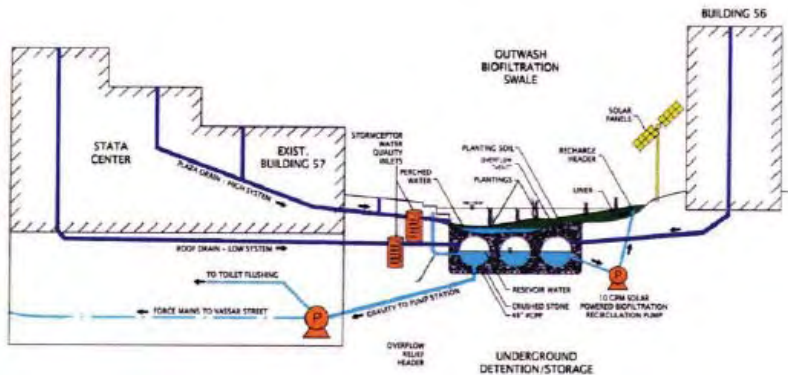 BUILDING 56
OUTWASH
BIOFILTRATION
SWALE
SOLAR
PANELS
STATA
CENTER
EXIST.
BUILDING 57
STORMCEPTOR
WATER
QUALITY
INLETS
PERCHED
WATER
PLANTING SOIL
OVERFLOW
PLANTINGS
RECHARGE
HEADER
LINER
PLAZA DRAIN - HIGH SYSTEM
ROOF DRAIN - LOW SYSTEM
TO TOILET FLUSHING
FORCE MAINS TO VASSAR STREET
P
GRAVITY TO PUMP STATION
RESEVOIR WATER
CRUSHED STONE
P
10 GPM SOLAR
POWERED BIOFILTRATION
RECIRCULATION PUMP
OVERFLOW
RELIEF
HEADER
UNDERGROUND
DETENTION/STORAGE